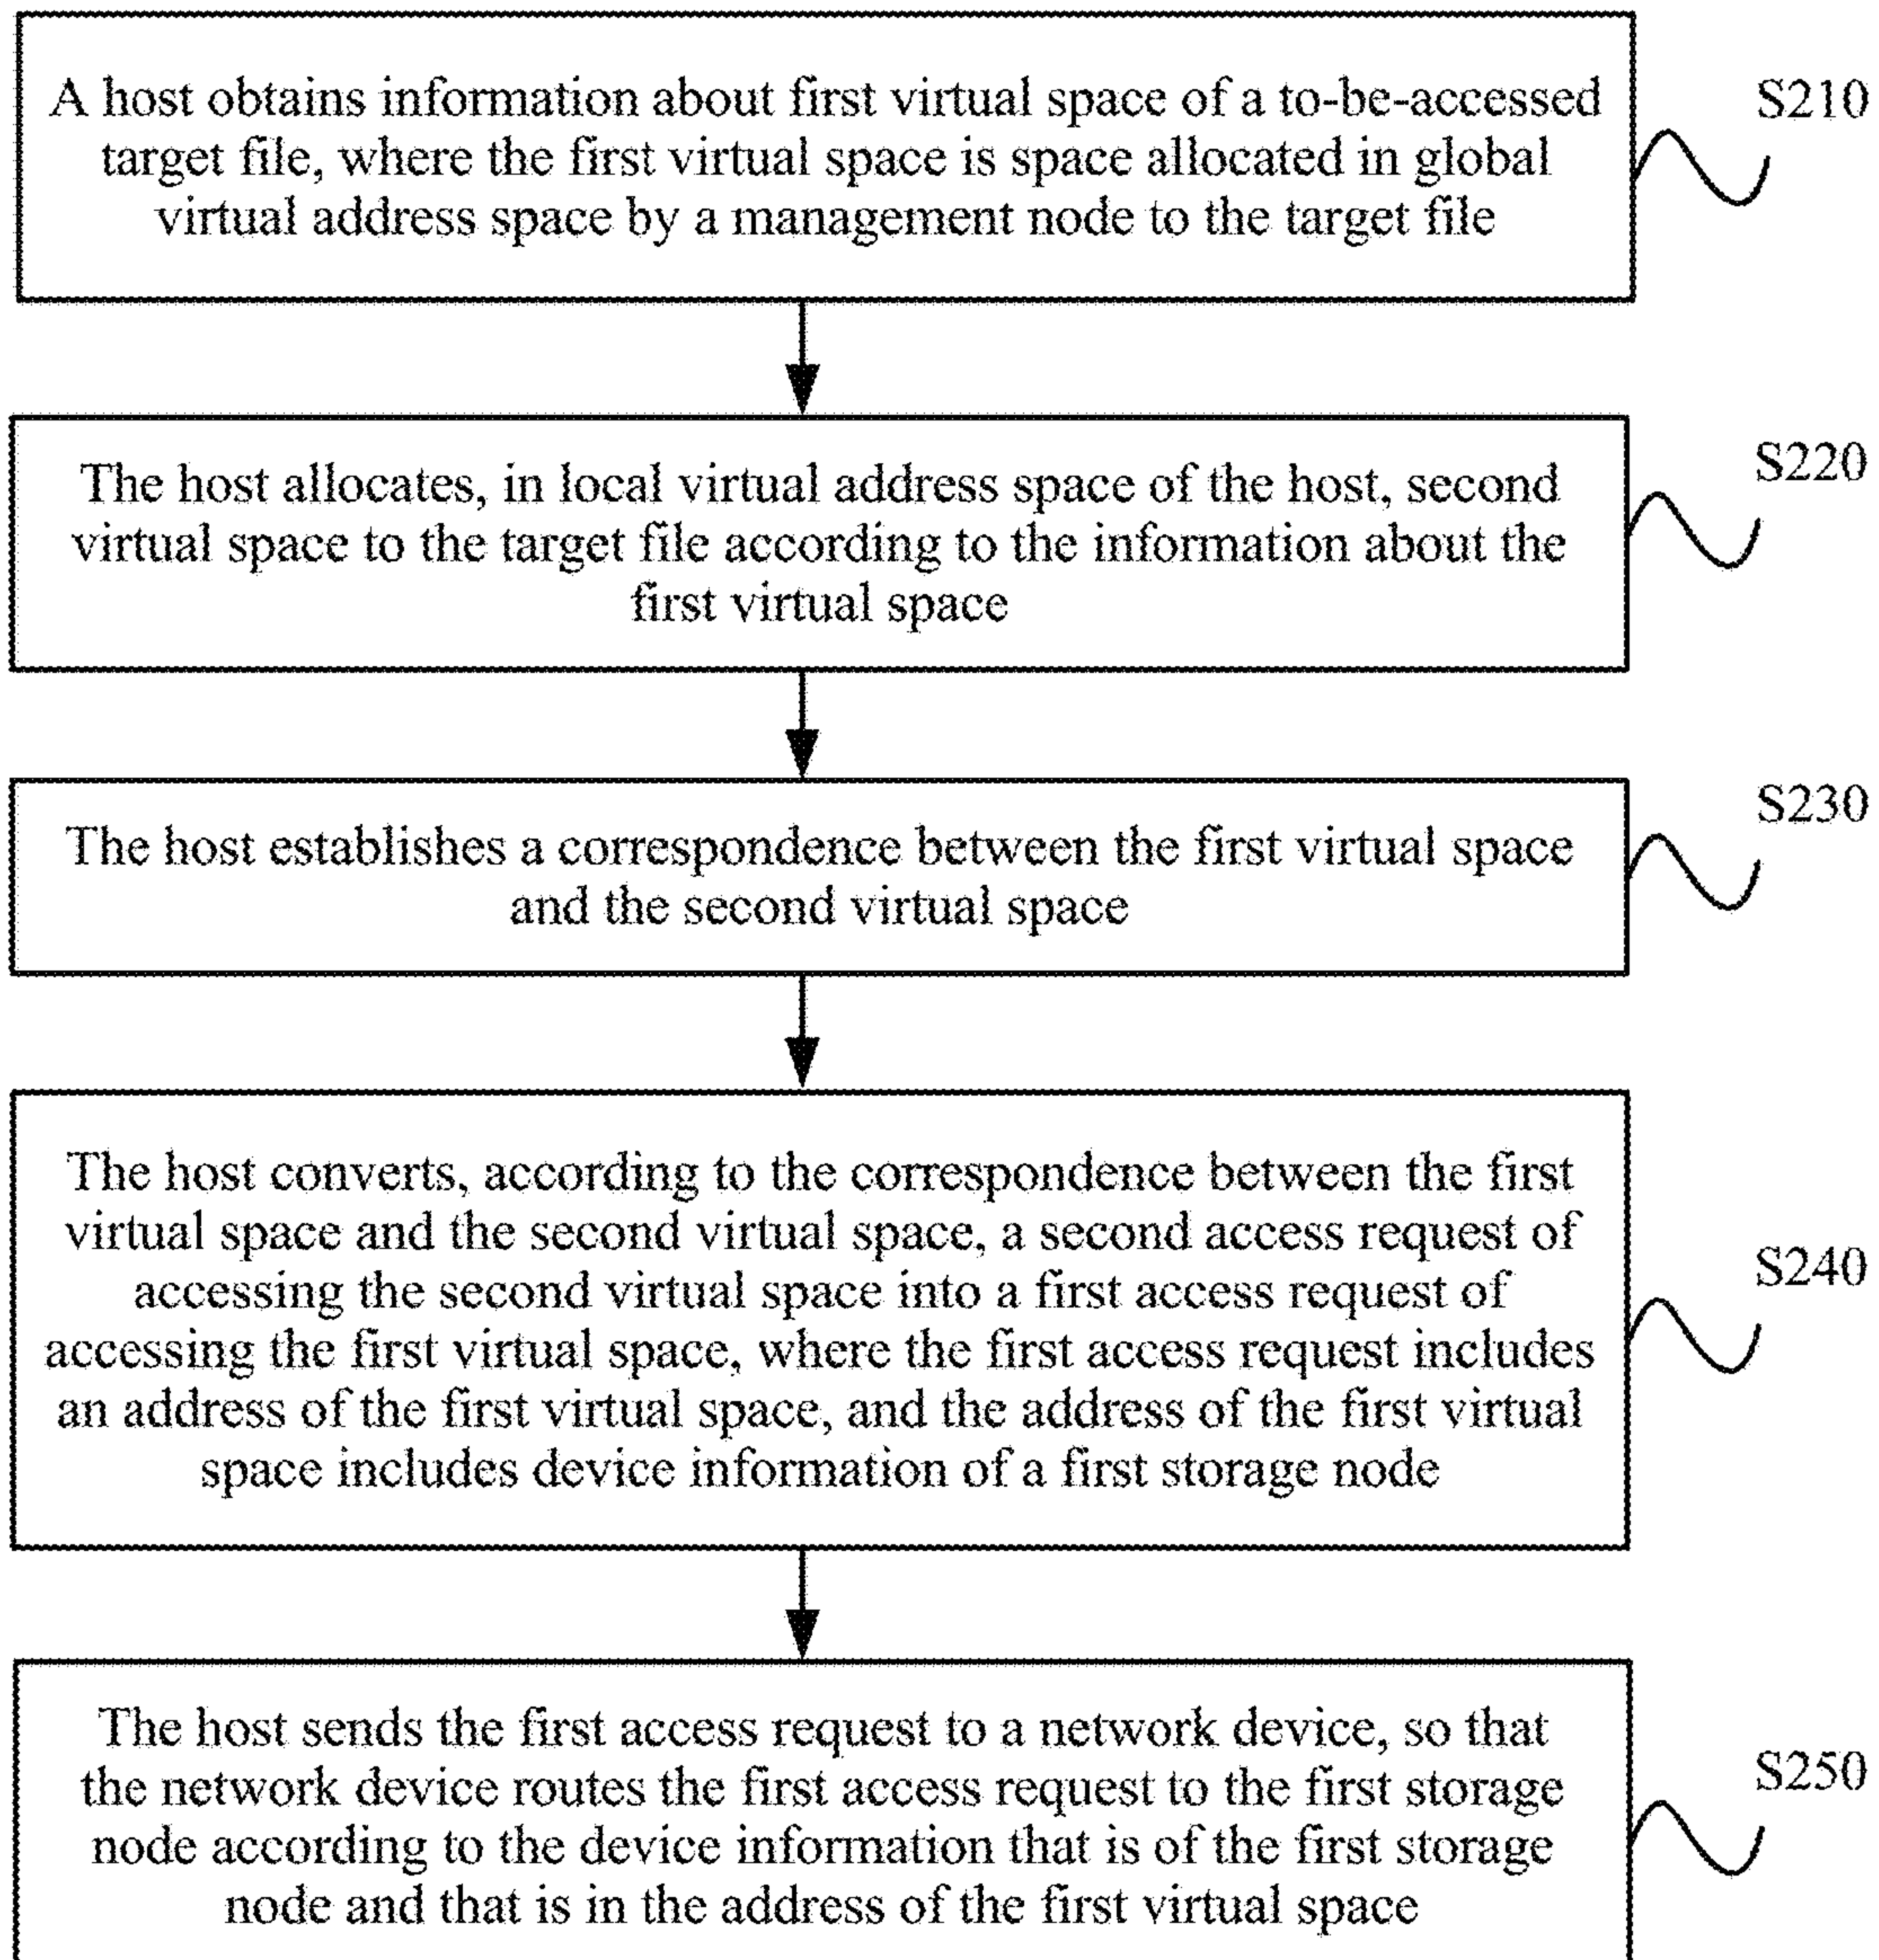 A host obtains information about first virtual space of a to-be-accessed
target file, where the first virtual space is space allocated in global
virtual address space by a management node to the target file
S210
The host allocates, in local virtual address space of the host, second
virtual space to the target file according to the information about the
first virtual space
S220
The host establishes a correspondence between the first virtual space
and the second virtual space
S230
The host converts, according to the correspondence between the first
virtual space and the second virtual space, a second access request of
accessing the second virtual space into a first access request of
accessing the first virtual space, where the first access request includes
an address of the first virtual space, and the address of the first virtual
space includes device information of a first storage node
S240
The host sends the first access request to a network device, so that
the network device routes the first access request to the first storage
node according to the device information that is of the first storage
node and that is in the address of the first virtual space
S250